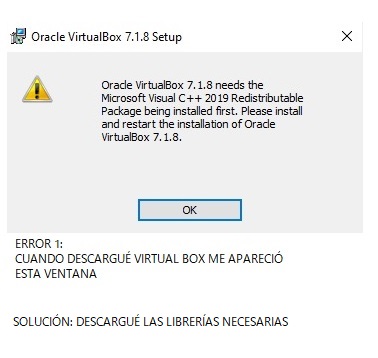 Oracle VirtualBox 7.1.8 Setup
Oracle VirtualBox 7.1.8 needs the
Microsoft Visual C++ 2019 Redistributable
Package being installed first. Please install
and restart the installation of Oracle
VirtualBox 7.1.8.
OK
ERROR 1:
CUANDO DESCARGUÉ VIRTUAL BOX ME APARECIÓ
ESTA VENTANA
SOLUCIÓN: DESCARGUÉ LAS LIBRERÍAS NECESARIAS